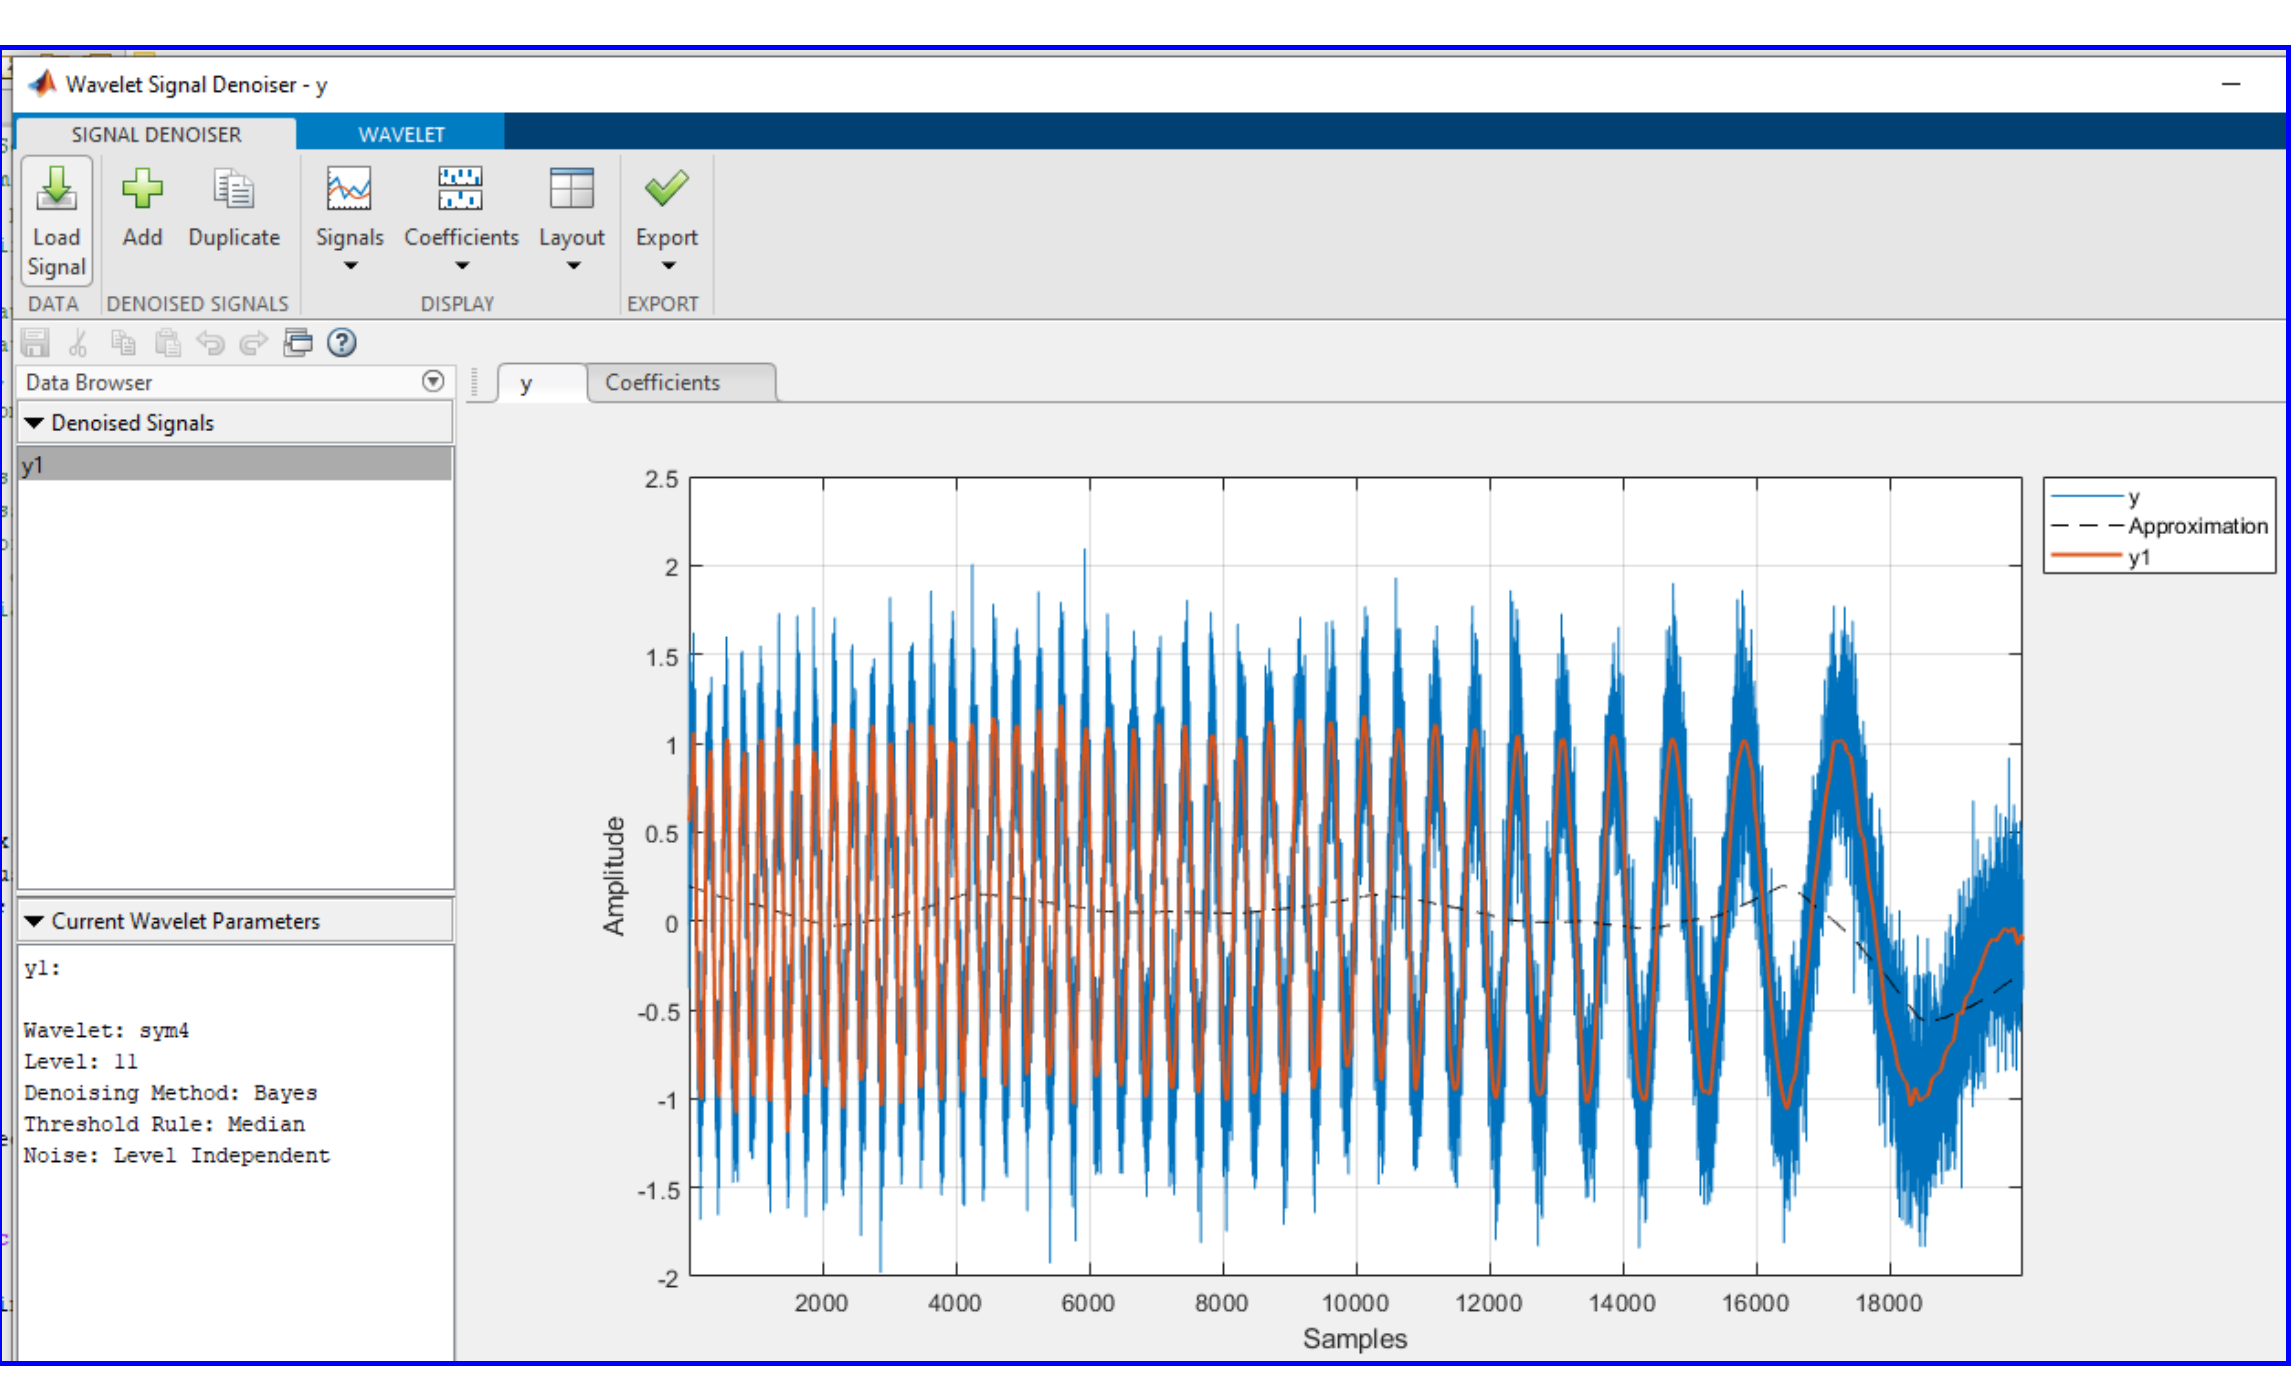 Wavelet Signal Denoiser - y
SIGNAL DENOISER
WAVELET
Load
Signal
Add
Duplicate
Signals
Coefficients
Layout
Export
DATA
DENOISED SIGNALS
DISPLAY
EXPORT
Data Browser
Denoised Signals
y1
Current Wavelet Parameters
y1:
Wavelet: sym4
Level: 11
Denoising Method: Bayes
Threshold Rule: Median
Noise: Level Independent
y
Coefficients
2.5
2
1.5
1
0.5
0
-0.5
-1
-1.5
-2
Amplitude
2000
4000
6000
8000
10000
12000
14000
16000
18000
Samples
y
Approximation
y1